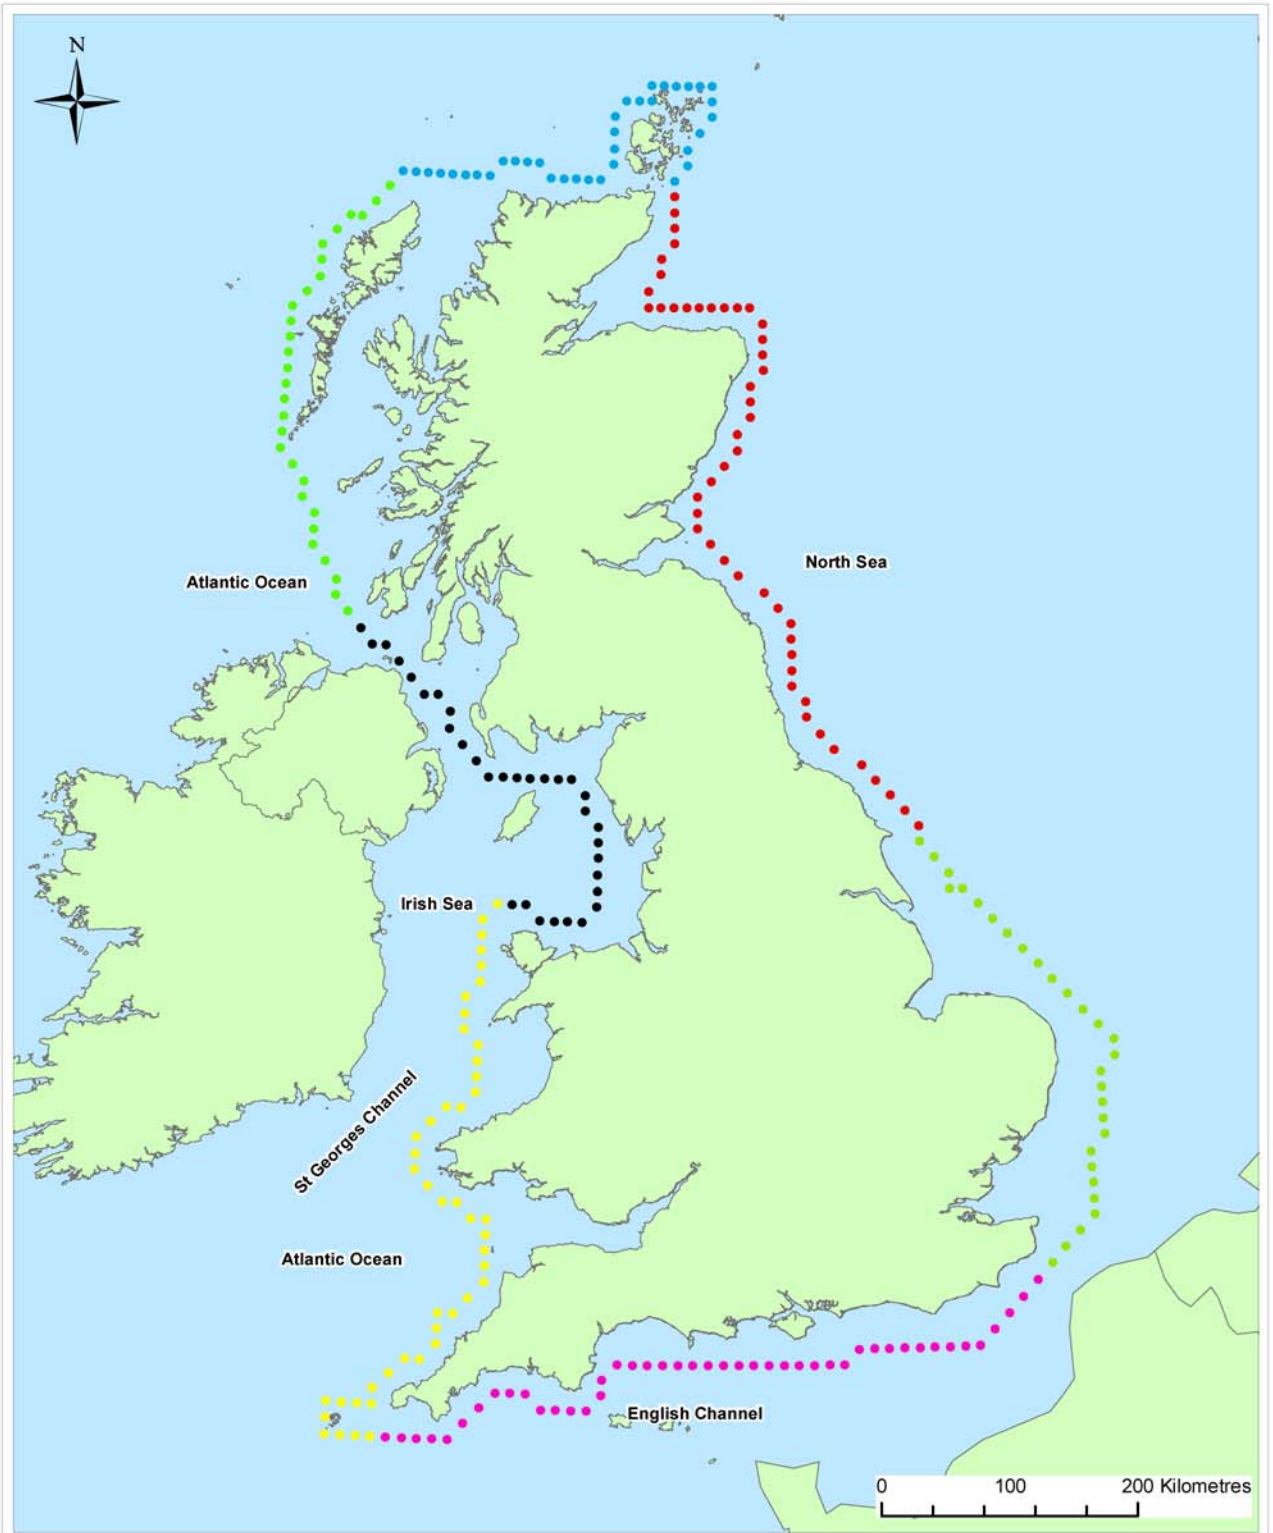 N
North Sea
Atlantic Ocean
Irish Sea
St Georges Channel
Atlantic Ocean
English Channel
0 100 200 Kilometres